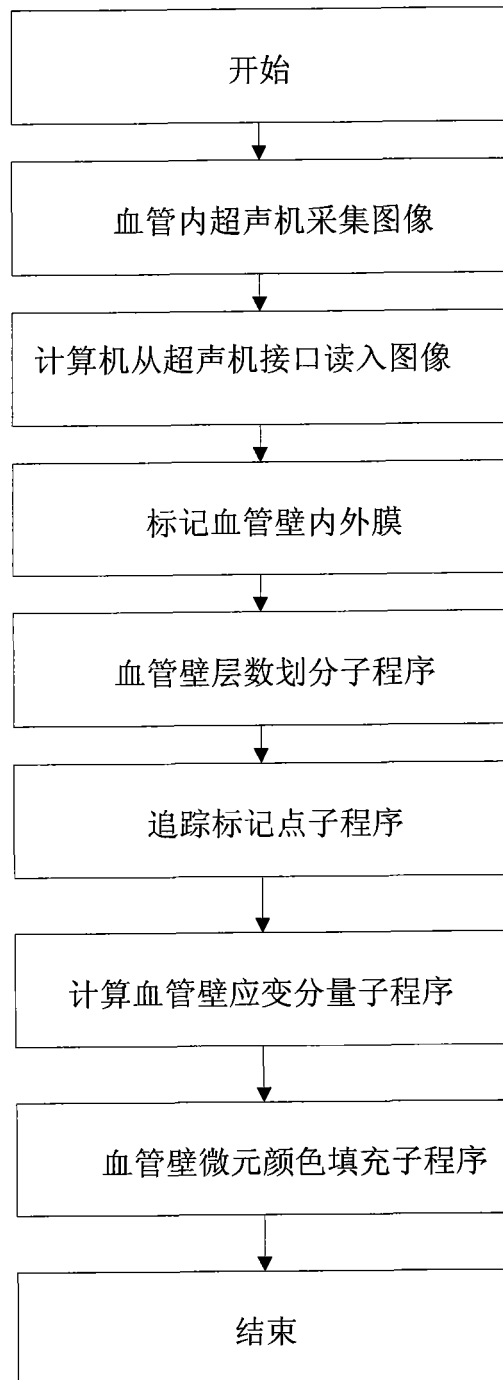 开始
血管内超声机采集图像
计算机从超声机接口读入图像
标记血管壁内外膜
血管壁层数划分子程序
追踪标记点子程序
计算血管壁应变分量子程序
血管壁微元颜色填充子程序
结束